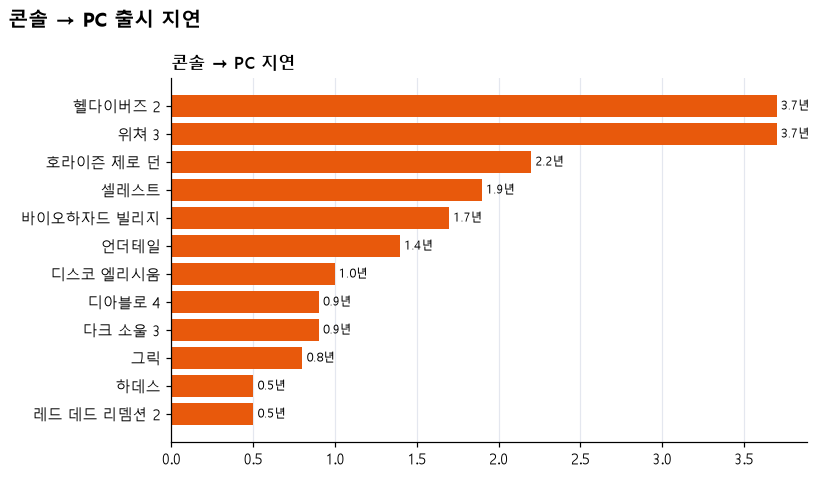 콘솔 → PC 출시 지연
콘솔 → PC 지연
헬다이버즈 2 3.7년
위쳐 3 3.7년
호라이즌 제로 던 2.2년
셀레스트 1.9년
바이오하자드 빌리지 1.7년
언더테일 1.4년
디스코 엘리시움 1.0년
디아블로 4 0.9년
다크 소울 3 0.9년
그릭 0.8년
하데스 0.5년
레드 데드 리뎀션 2 0.5년
0.0 0.5 1.0 1.5 2.0 2.5 3.0 3.5